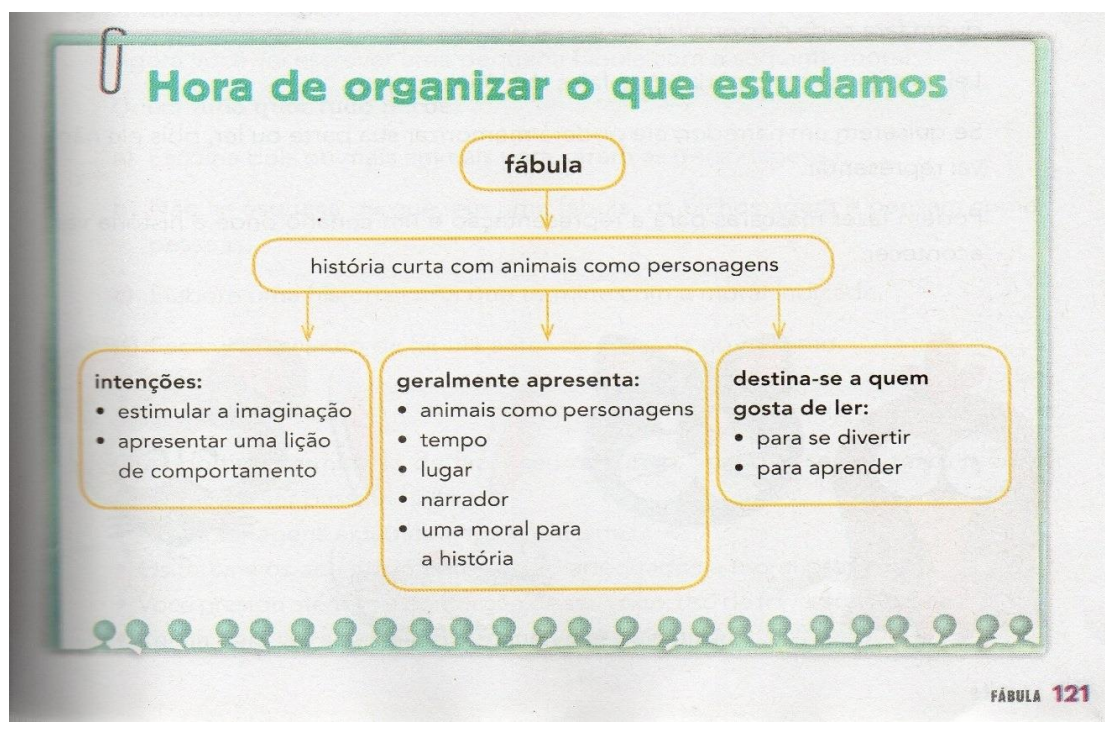 Hora de organizar o que estudamos
fábula
história curta com animais como personagens
intenções:
• estimular a imaginação
• apresentar uma lição
de comportamento
geralmente apresenta:
• animais como personagens
• tempo
• lugar
• narrador
• uma moral para
a história
destina-se a quem
gosta de ler:
• para se divertir
• para aprender
FÁBULA 121